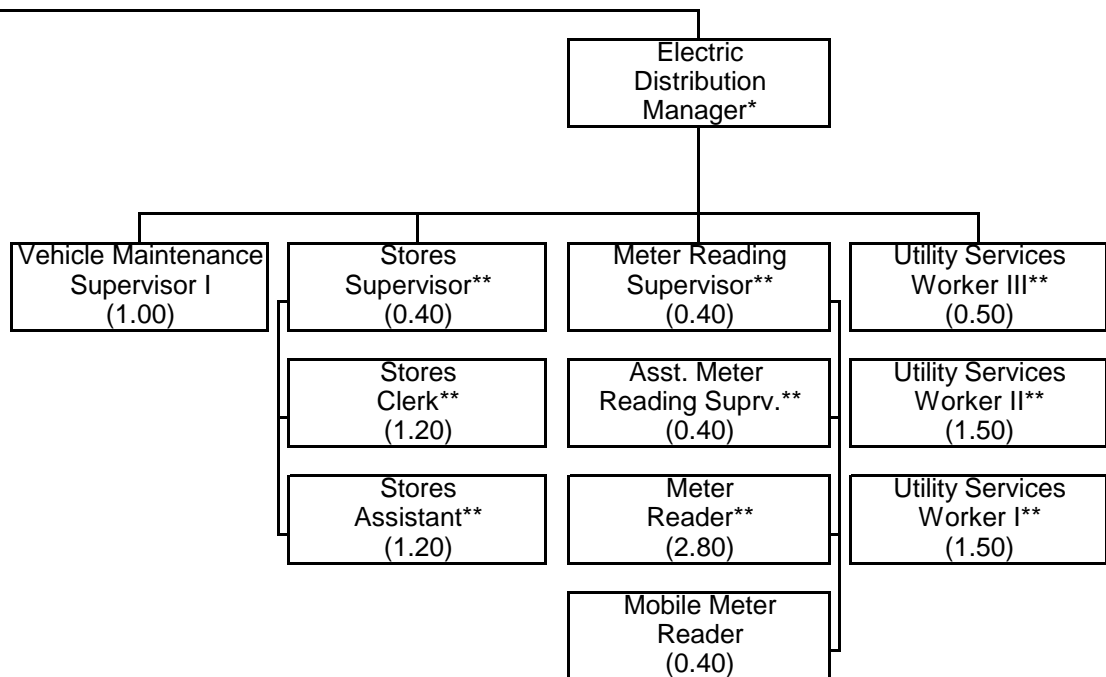 Electric
Distribution
Manager*
Vehicle Maintenance
Supervisor I
(1.00)
Stores
Supervisor**
(0.40)
Meter Reading
Supervisor**
(0.40)
Utility Services
Worker III**
(0.50)
Stores
Clerk**
(1.20)
Asst. Meter
Reading Suprv.**
(0.40)
Utility Services
Worker II**
(1.50)
Stores
Assistant**
(1.20)
Meter
Reader**
(2.80)
Utility Services
Worker I**
(1.50)
Mobile Meter
Reader
(0.40)